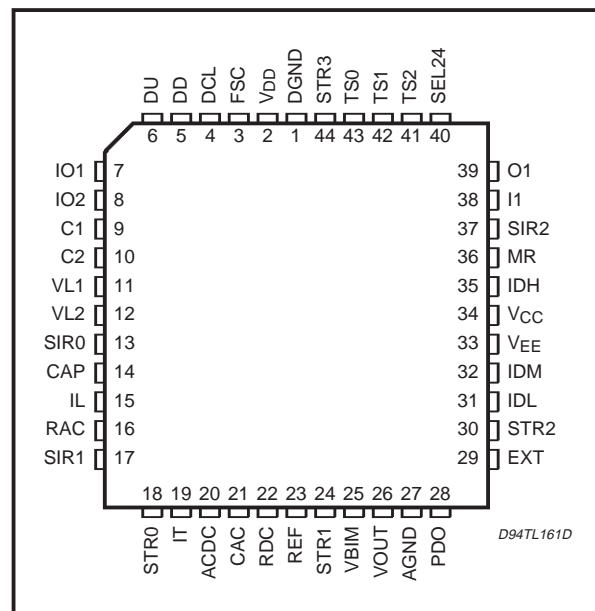 DU DD DCL FSC VDD DGND STR3 TS0 TS1 TS2 SEL24
6 5 4 3 2 1 44 43 42 41 40
IO1 7 39 O1
IO2 8 38 I1
C1 9 37 SIR2
C2 10 36 MR
VL1 11 35 IDH
VL2 12 34 VCC
SIR0 13 33 VEE
CAP 14 32 IDM
IL 15 31 IDL
RAC 16 30 STR2
SIR1 17 29 EXT
18 19 20 21 22 23 24 25 26 27 28
STR0 IT ACDC CAC RDC REF STR1 VBIM VOUT AGND PDO
D94TL161D